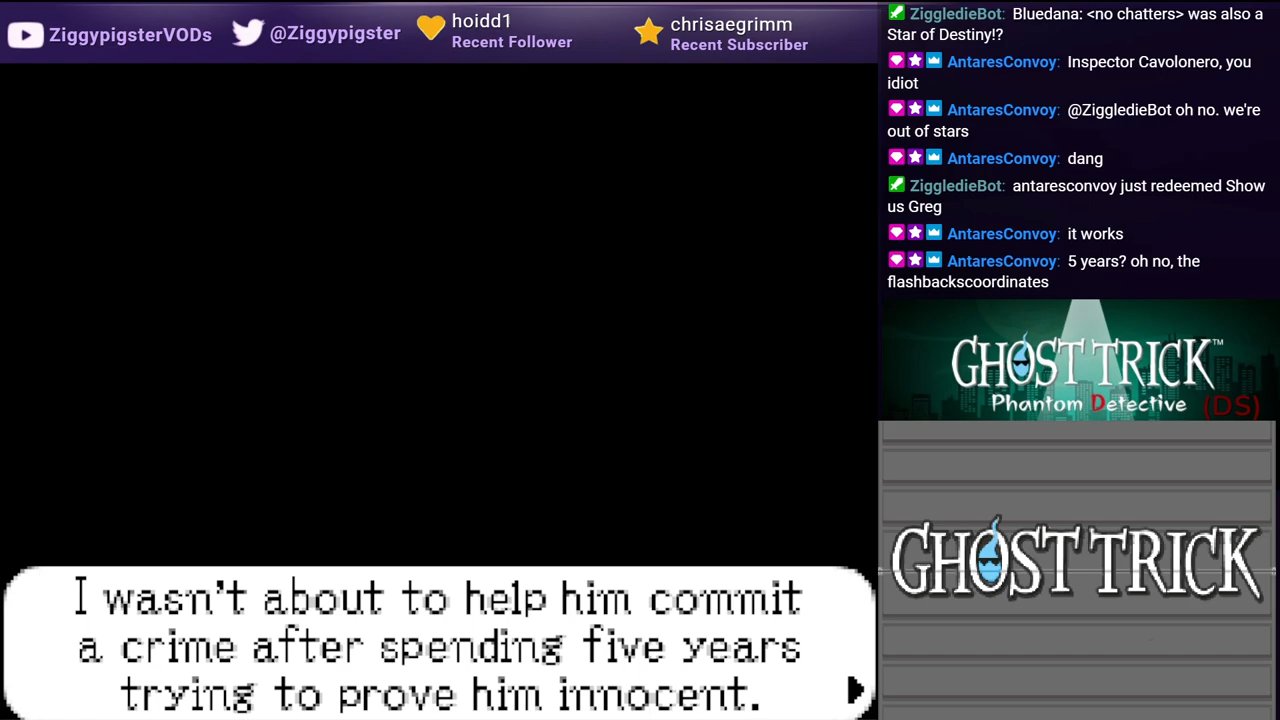 ZiggypigsterVODs
@Ziggypigster
hoidd1
Recent Follower
chrisaegrimm
Recent Subscriber
I wasn't about to help him commit
a crime after spending five years
trying to prove him innocent.
ZiggledieBot: Bluedana: <no chatters> was also a
Star of Destiny!?
AntaresConvoy: Inspector Cavolonero, you
idiot
AntaresConvoy: @ZiggledieBot oh no. we're
out of stars
AntaresConvoy: dang
ZiggledieBot: antaresconvoy just redeemed Show
us Greg
AntaresConvoy: it works
AntaresConvoy: 5 years? oh no, the
flashbackscoordinates
GHOST TRICK™
Phantom Detective (DS)
GHOST TRICK